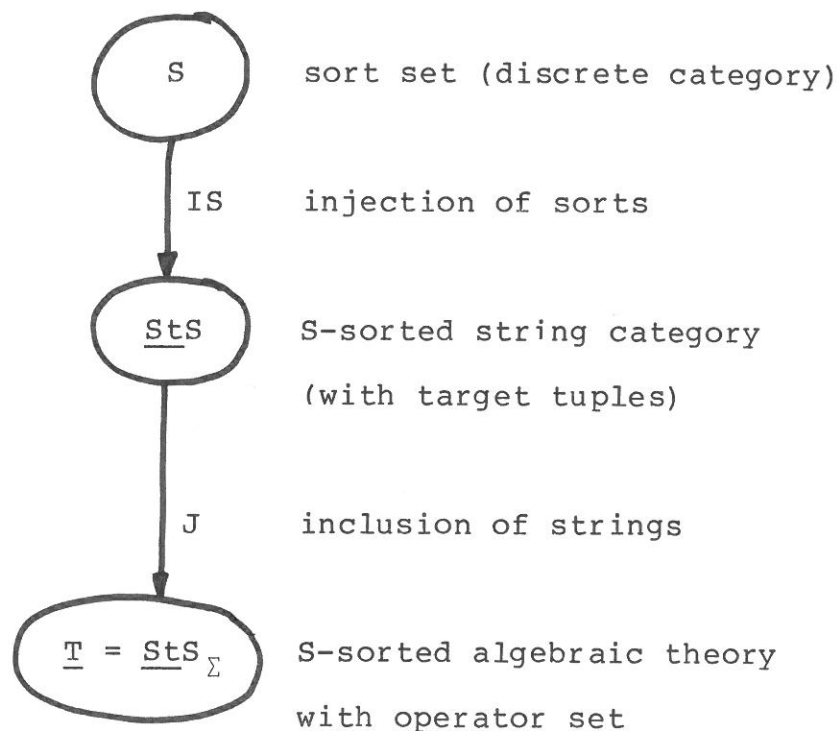 S sort set (discrete category)
IS injection of sorts
StS S-sorted string category
(with target tuples)
J inclusion of strings
T = StS_Σ S-sorted algebraic theory
with operator set